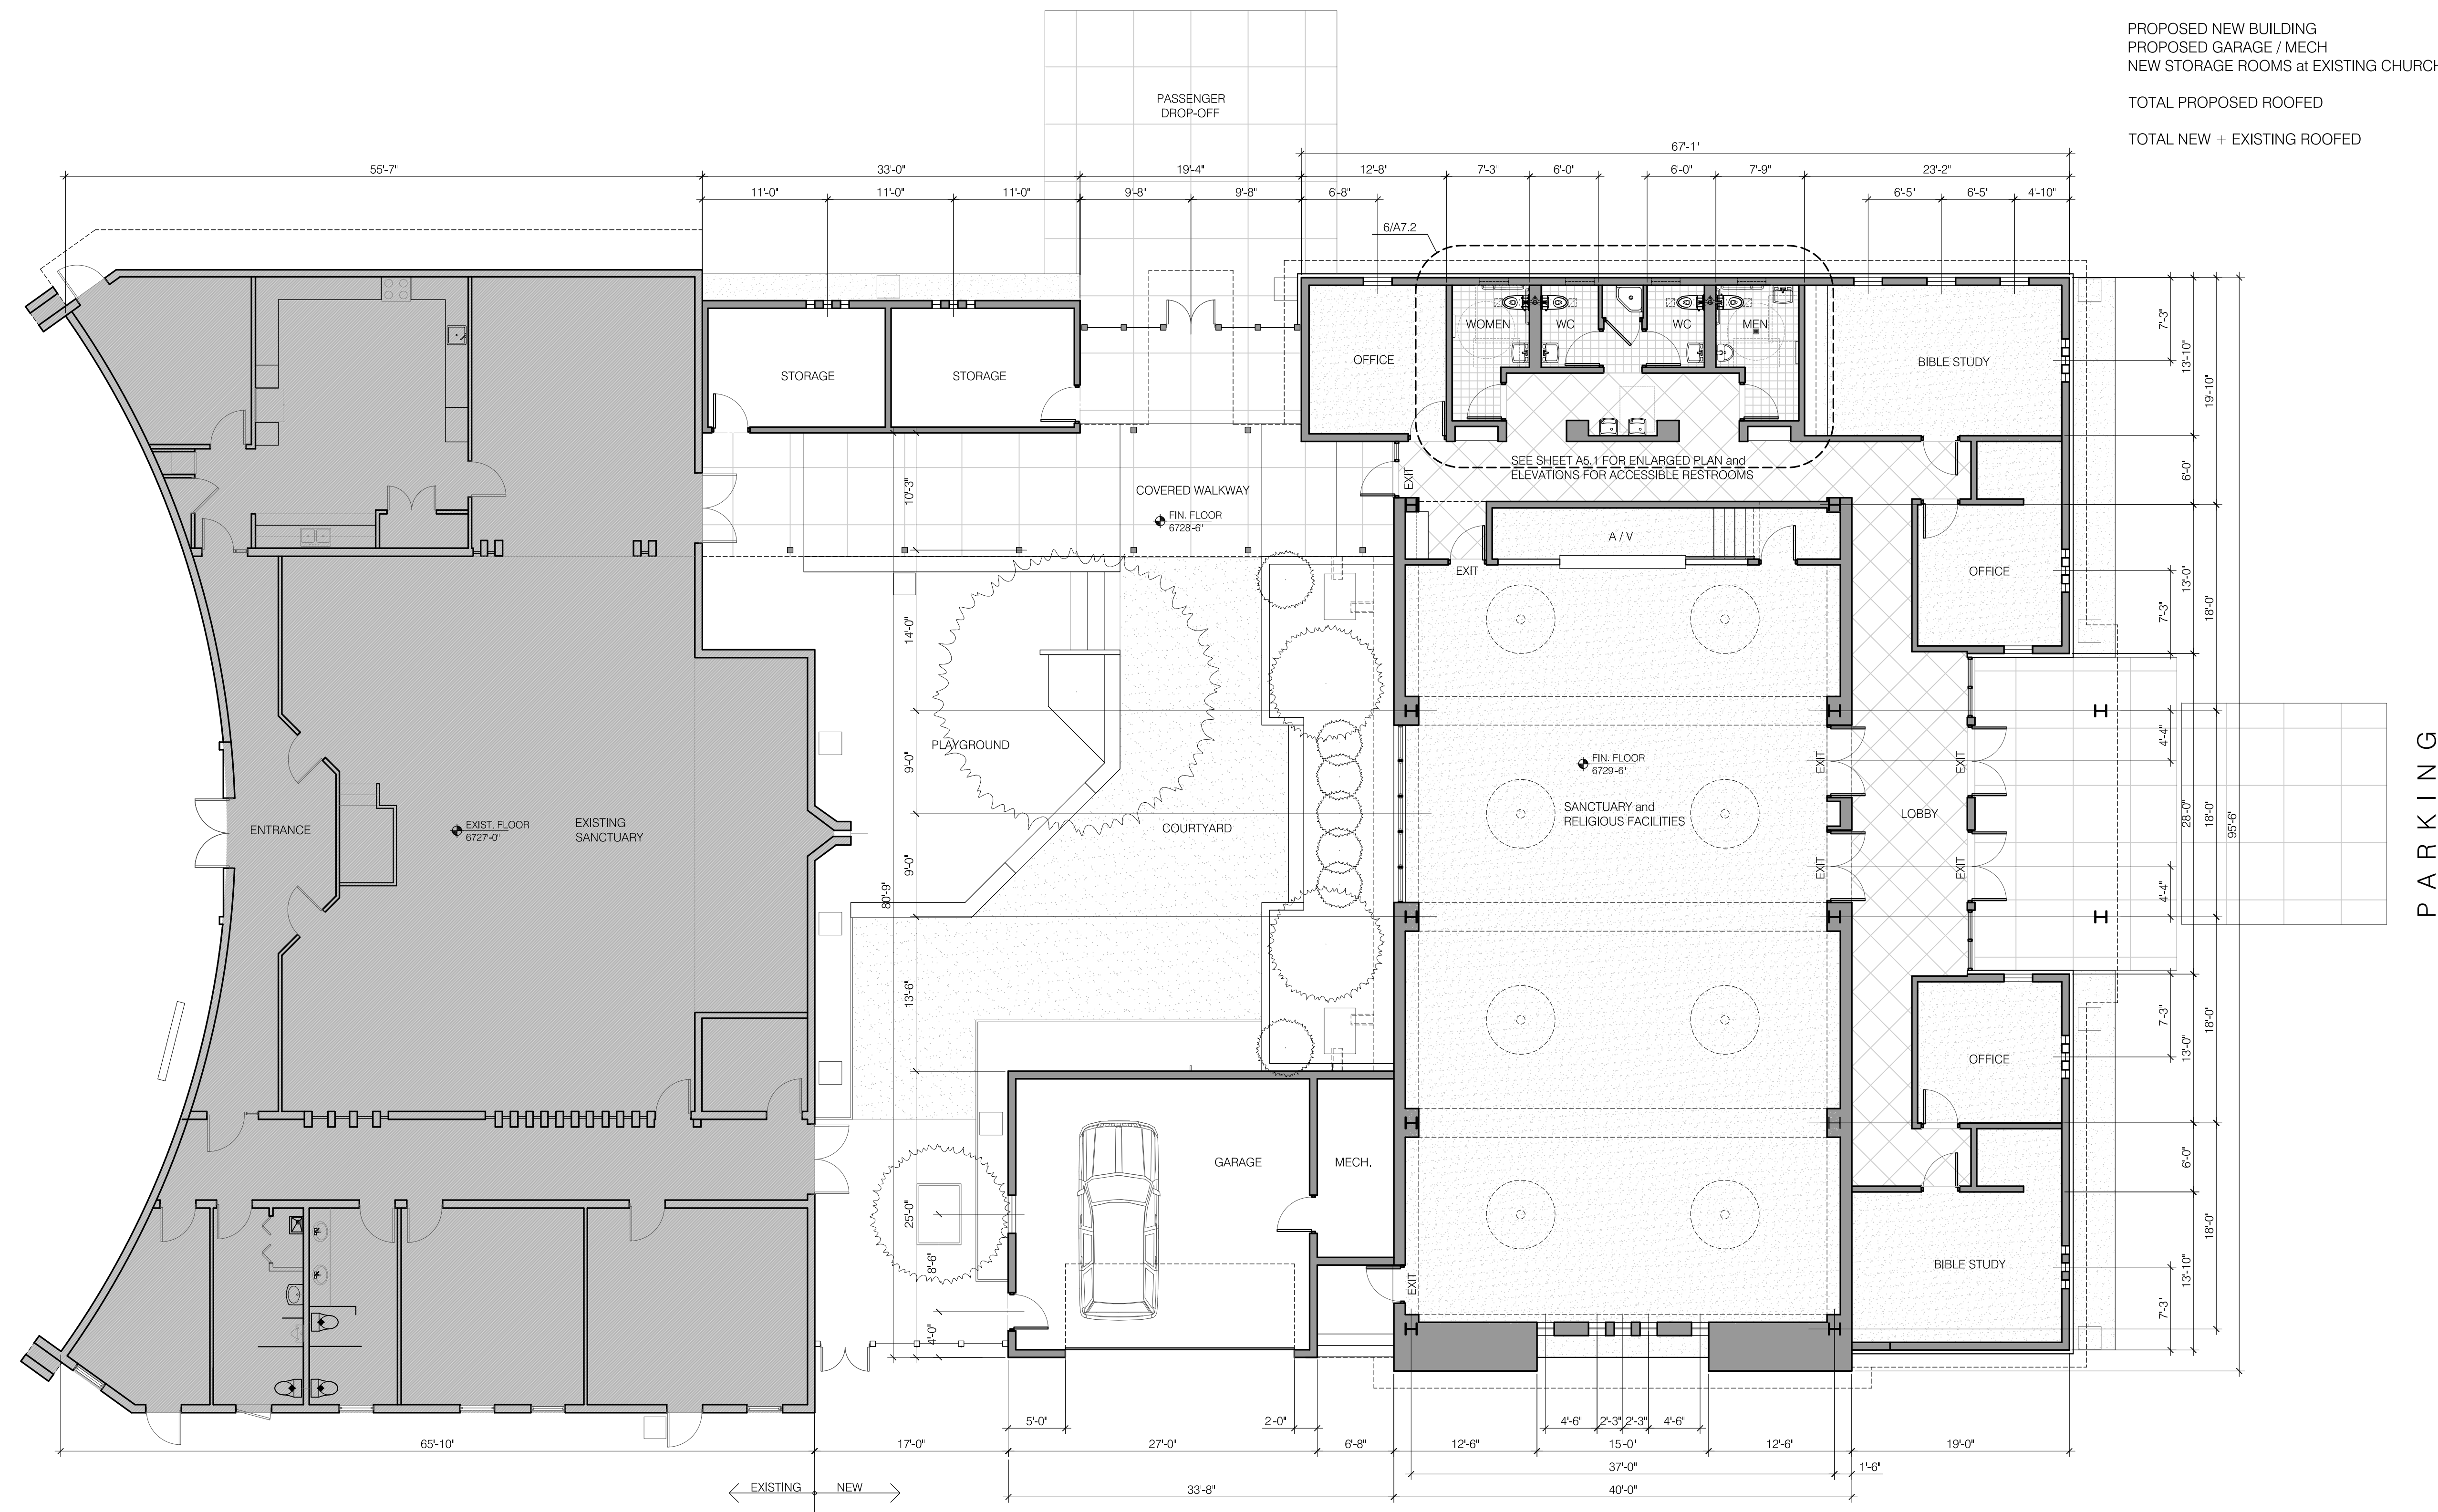 PROPOSED NEW BUILDING
PROPOSED GARAGE / MECH
NEW STORAGE ROOMS at EXISTING CHURCH
TOTAL PROPOSED ROOFED
TOTAL NEW + EXISTING ROOFED
PASSENGER
DROP-OFF
67'-1"
55'-7"
33'-0"
19'-4"
12'-8"
7'-3"
6'-0"
6'-0"
7'-9"
23'-2"
11'-0"
11'-0"
11'-0"
9'-8"
9'-8"
6'-8"
6'-5"
6'-5"
4'-10"
6/A7.2
WOMEN
WC
WC
MEN
OFFICE
BIBLE STUDY
STORAGE
STORAGE
7'-3"
13'-10"
19'-10"
SEE SHEET A5.1 FOR ENLARGED PLAN and
ELEVATIONS FOR ACCESSIBLE RESTROOMS
EXIT
6'-0"
COVERED WALKWAY
FIN. FLOOR
6728'-6"
10'-3"
A / V
EXIT
OFFICE
13'-0"
7'-3"
18'-0"
14'-0"
PLAYGROUND
9'-0"
FIN. FLOOR
6729'-6"
SANCTUARY and
RELIGIOUS FACILITIES
EXIT
EXIT
4'-4"
28'-0"
18'-0"
95'-6"
PARKING
ENTRANCE
EXIST. FLOOR
6727'-0"
EXISTING
SANCTUARY
COURTYARD
LOBBY
9'-0"
80'-9"
EXIT
EXIT
4'-4"
13'-6"
7'-3"
13'-0"
18'-0"
OFFICE
GARAGE
MECH.
6'-0"
25'-0"
8'-6"
4'-0"
18'-0"
BIBLE STUDY
EXIT
13'-10"
7'-3"
5'-0"
2'-0"
4'-6"
2'-3"
2'-3"
4'-6"
65'-10"
17'-0"
27'-0"
6'-8"
12'-6"
15'-0"
12'-6"
19'-0"
37'-0"
1'-6"
EXISTING
NEW
33'-8"
40'-0"